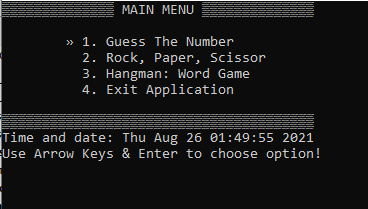 MAIN MENU
» 1. Guess The Number
2. Rock, Paper, Scissor
3. Hangman: Word Game
4. Exit Application
Time and date: Thu Aug 26 01:49:55 2021
Use Arrow Keys & Enter to choose option!